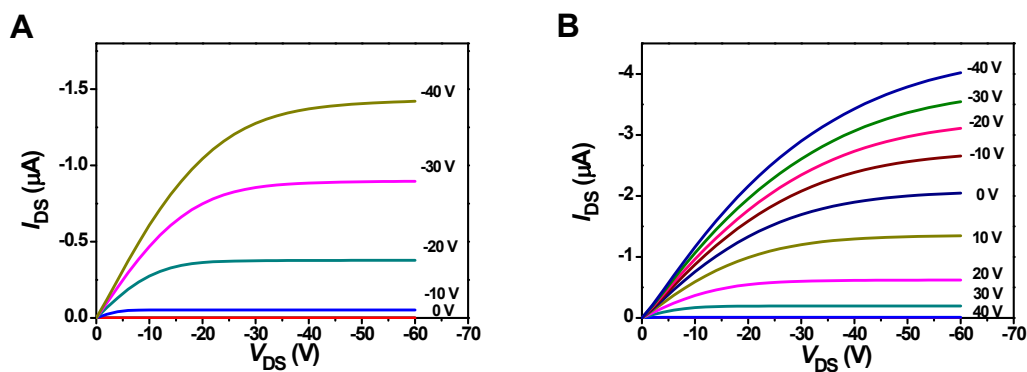 A
I_DS (μA)
-1.5
-1.0
-0.5
0.0
-40 V
-30 V
-20 V
-10 V
0 V
0 -10 -20 -30 -40 -50 -60 -70
V_DS (V)
B
I_DS (μA)
-4
-3
-2
-1
0
-40 V
-30 V
-20 V
-10 V
0 V
10 V
20 V
30 V
40 V
0 -10 -20 -30 -40 -50 -60 -70
V_DS (V)